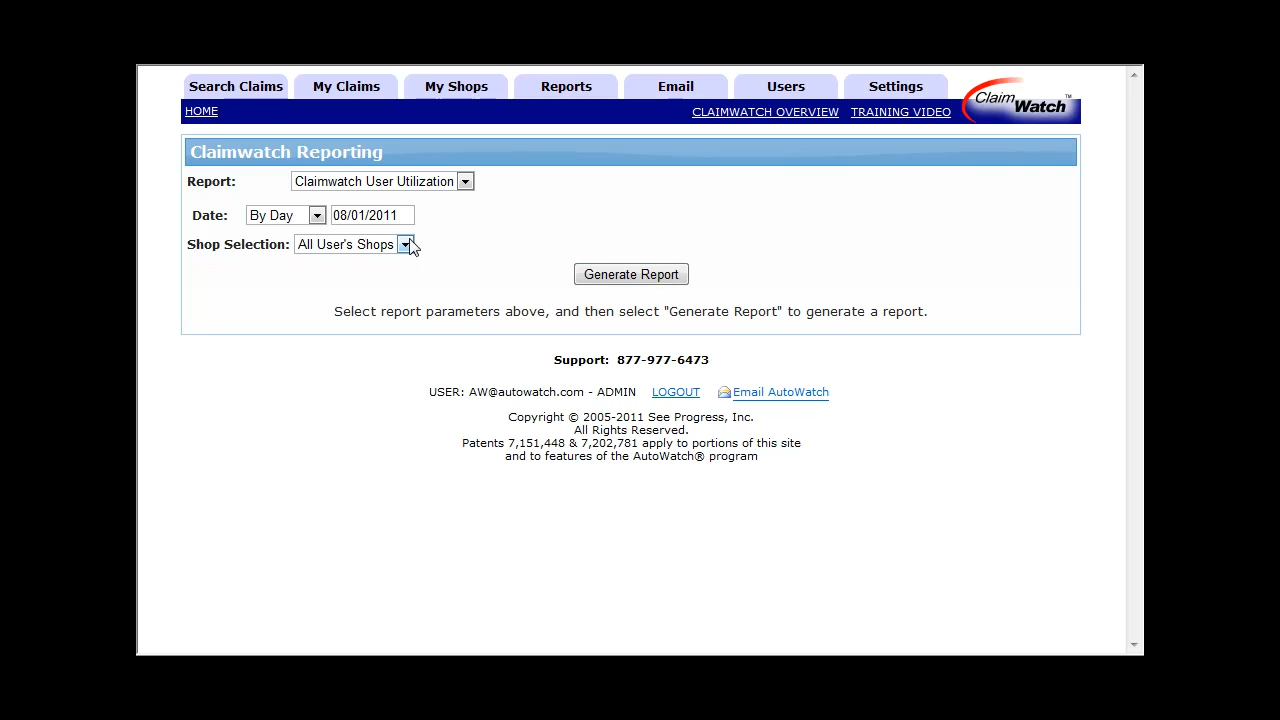 Search Claims My Claims My Shops Reports Email Users Settings
HOME CLAIMWATCH OVERVIEW TRAINING VIDEO
Claim Watch™
Claimwatch Reporting
Report: Claimwatch User Utilization
Date: By Day 08/01/2011
Shop Selection: All User's Shops
Generate Report
Select report parameters above, and then select "Generate Report" to generate a report.
Support: 877-977-6473
USER: AW@autowatch.com - ADMIN LOGOUT Email AutoWatch
Copyright © 2005-2011 See Progress, Inc.
All Rights Reserved.
Patents 7,151,448 & 7,202,781 apply to portions of this site
and to features of the AutoWatch® program